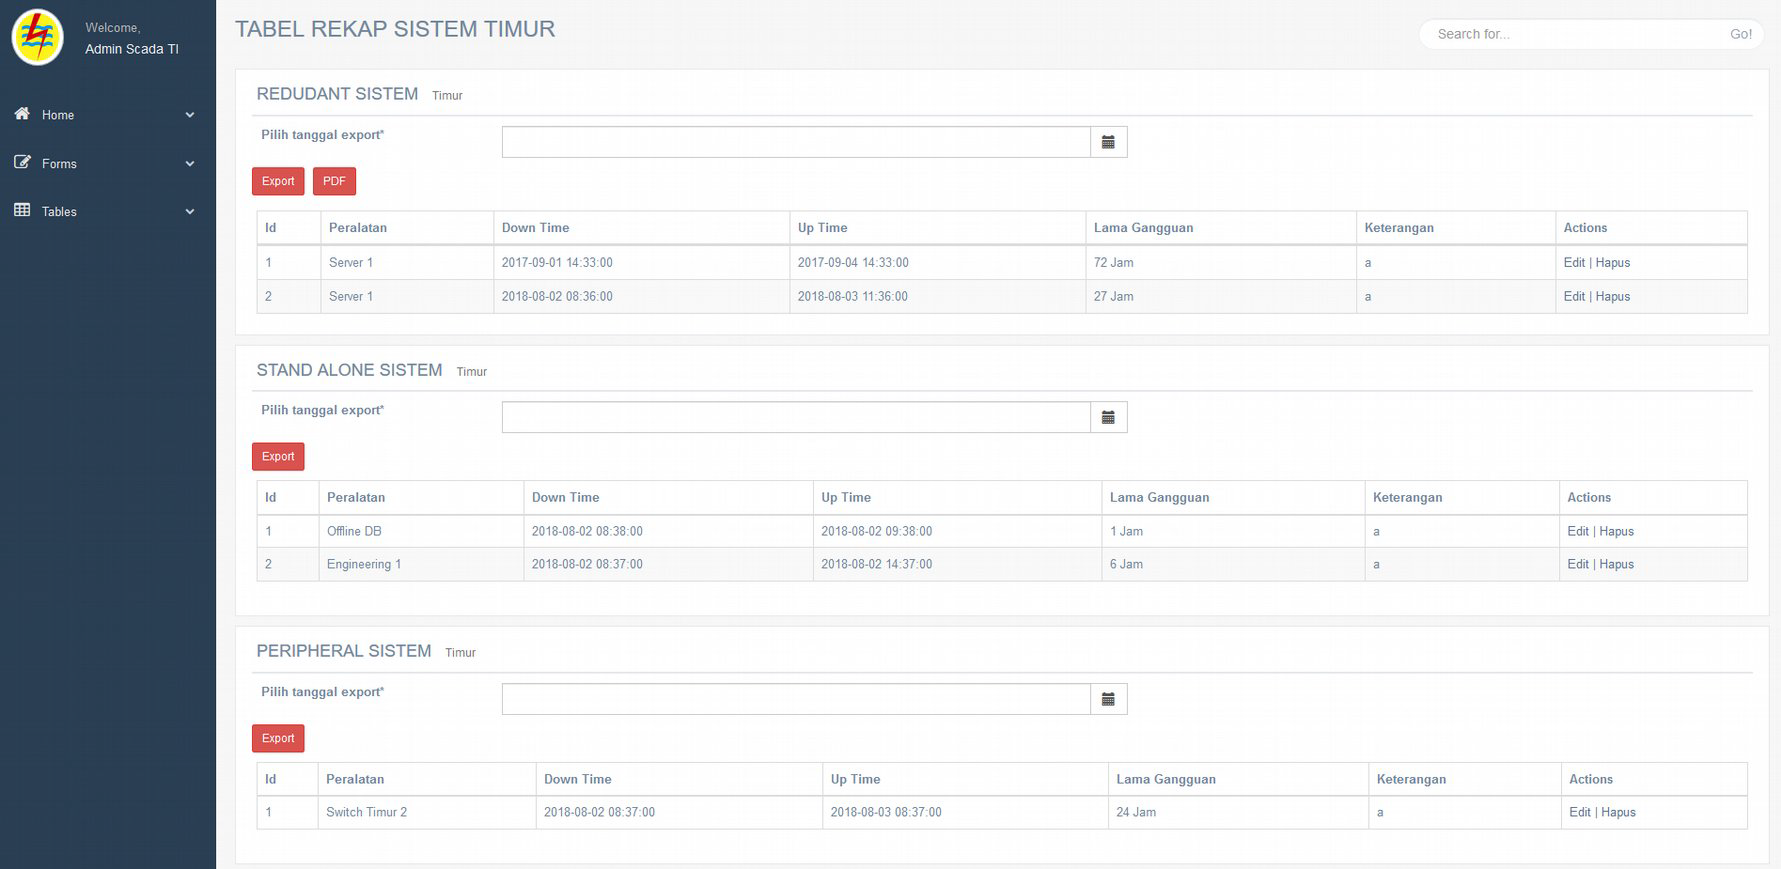 Welcome,
Admin Scada TI
Home
Forms
Tables
TABEL REKAP SISTEM TIMUR
Search for...
Go!
REDUDANT SISTEM Timur
Pilih tanggal export*
Export PDF
Id Peralatan Down Time Up Time Lama Gangguan Keterangan Actions
1 Server 1 2017-09-01 14:33:00 2017-09-04 14:33:00 72 Jam a Edit | Hapus
2 Server 1 2018-08-02 08:36:00 2018-08-03 11:36:00 27 Jam a Edit | Hapus
STAND ALONE SISTEM Timur
Pilih tanggal export*
Export
Id Peralatan Down Time Up Time Lama Gangguan Keterangan Actions
1 Offline DB 2018-08-02 08:38:00 2018-08-02 09:38:00 1 Jam a Edit | Hapus
2 Engineering 1 2018-08-02 08:37:00 2018-08-02 14:37:00 6 Jam a Edit | Hapus
PERIPHERAL SISTEM Timur
Pilih tanggal export*
Export
Id Peralatan Down Time Up Time Lama Gangguan Keterangan Actions
1 Switch Timur 2 2018-08-02 08:37:00 2018-08-03 08:37:00 24 Jam a Edit | Hapus